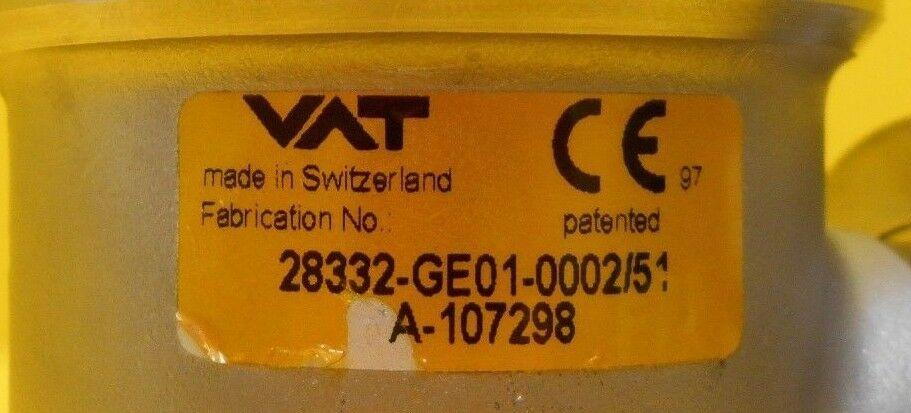 VAT
CE 97
made in Switzerland
Fabrication No.:
patented
28332-GE01-0002/51
A-107298